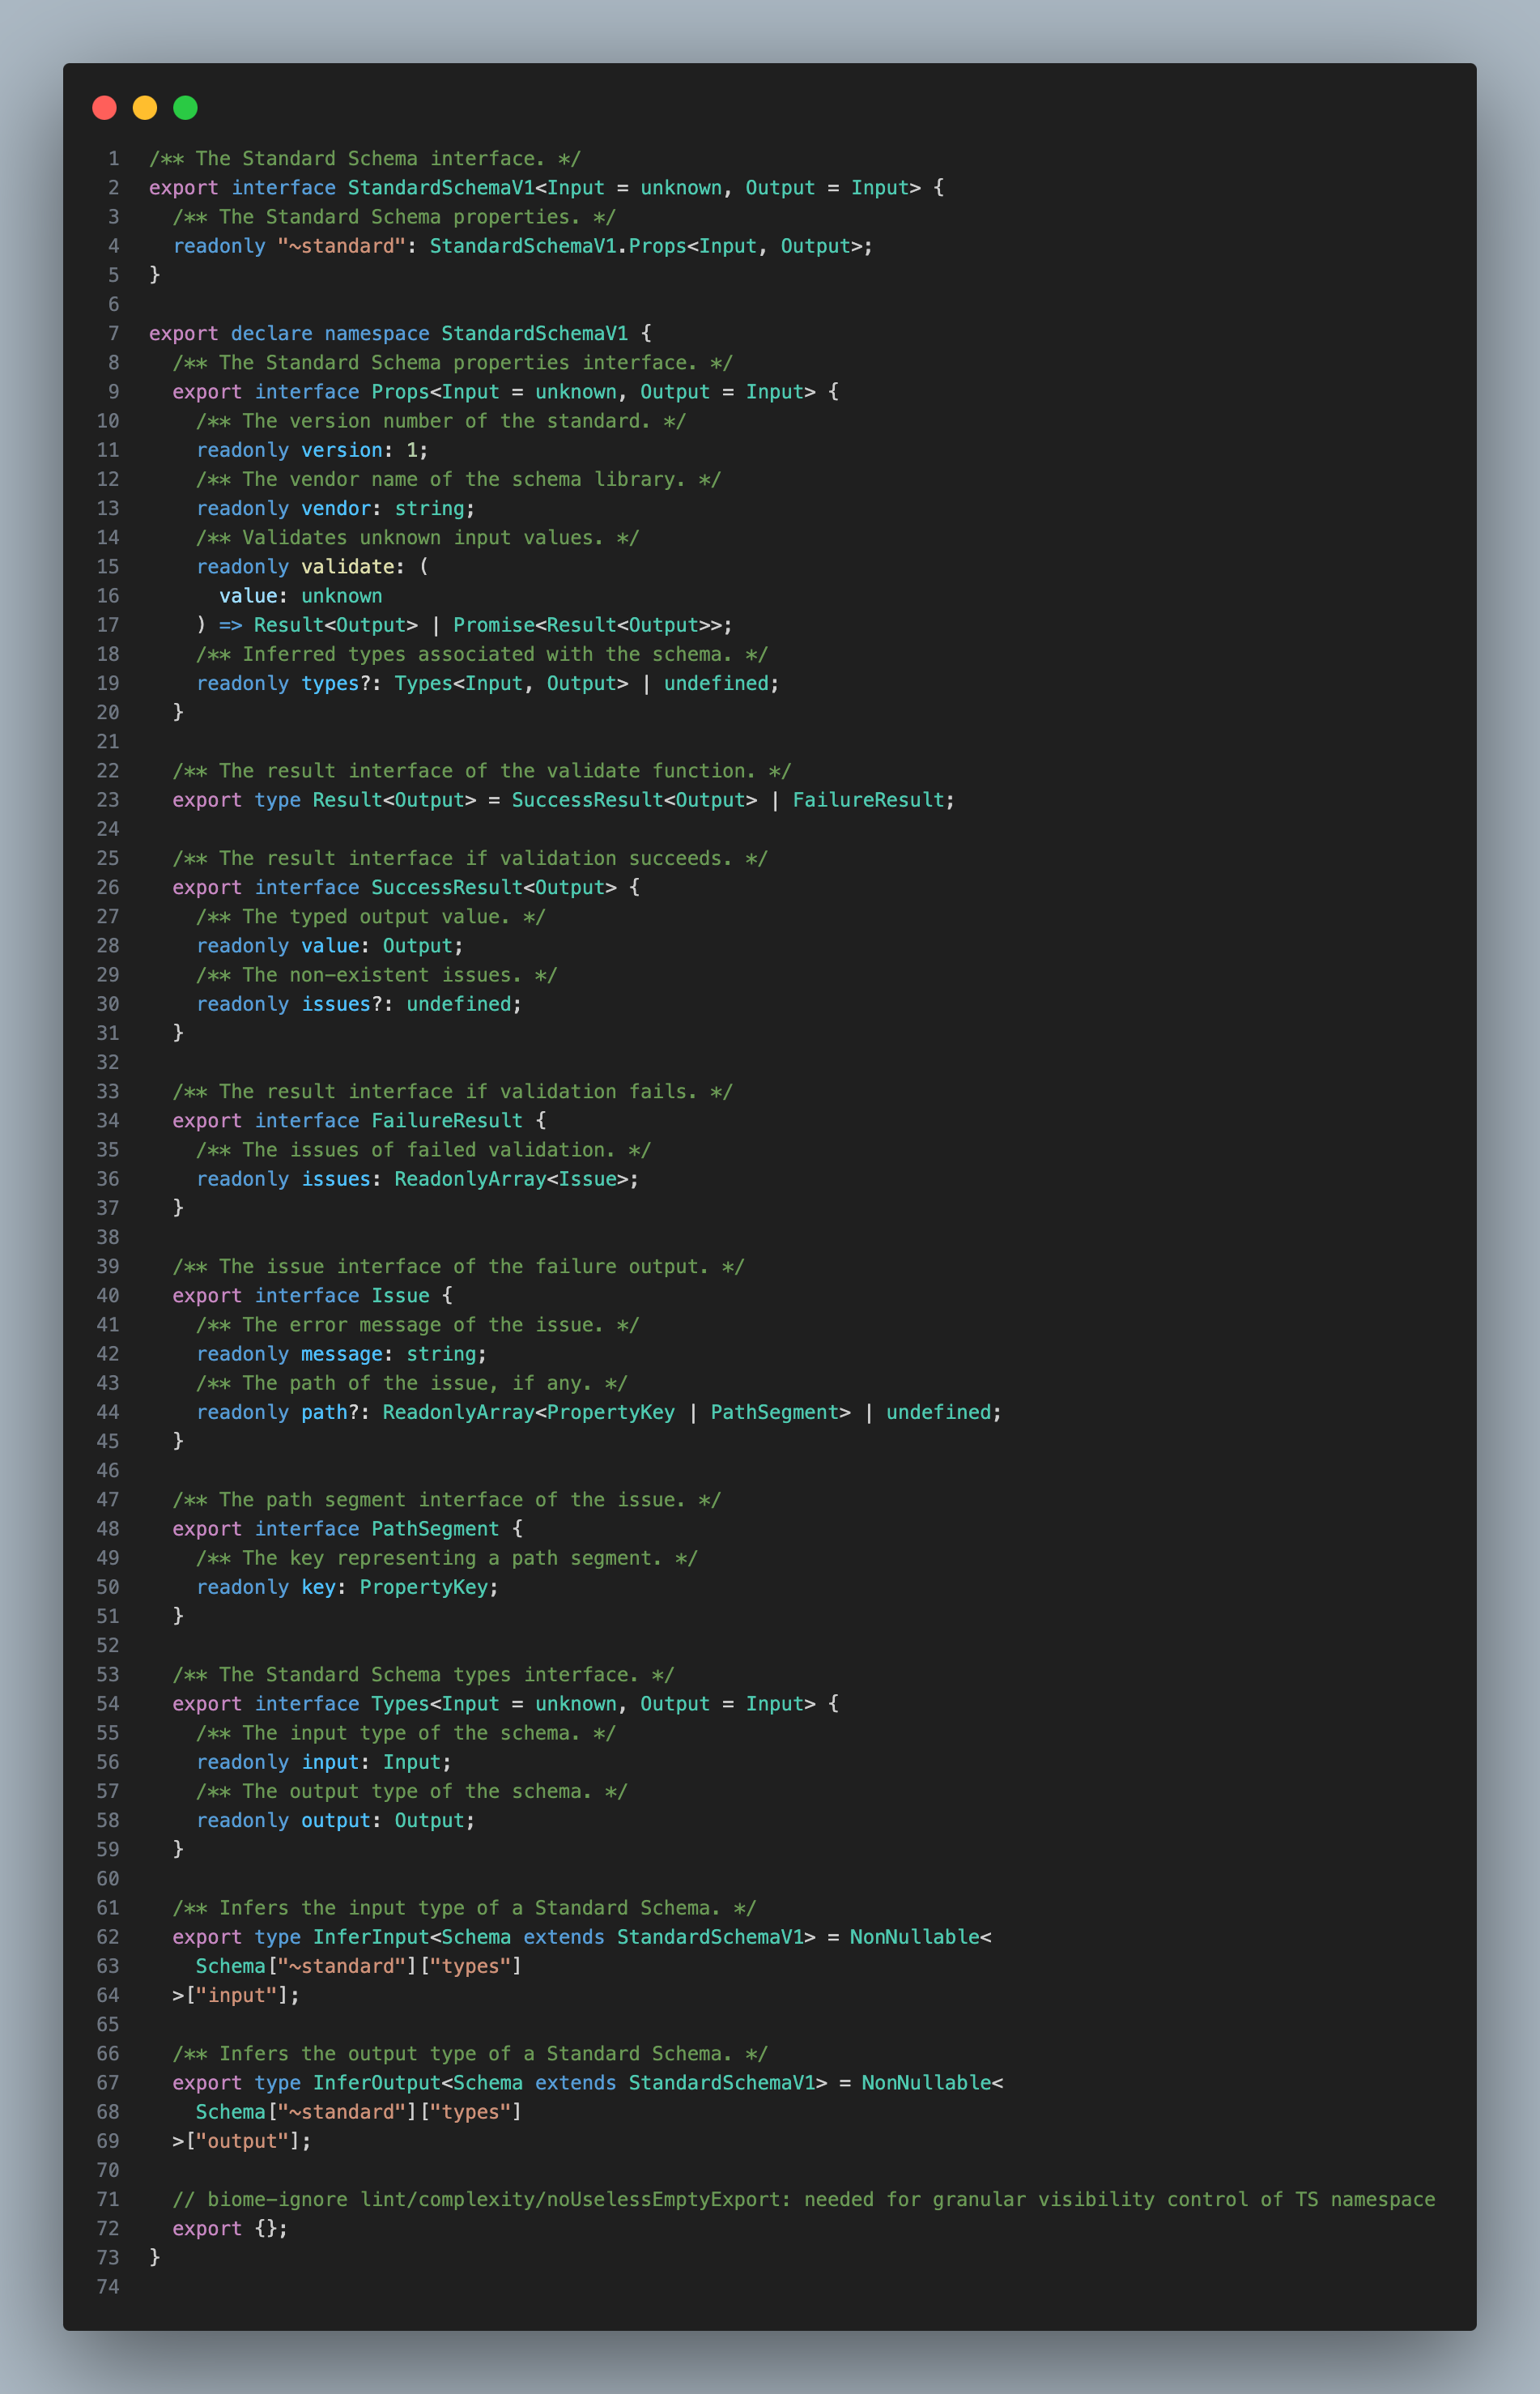 1 /** The Standard Schema interface. */
2 export interface StandardSchemaV1<Input = unknown, Output = Input> {
3   /** The Standard Schema properties. */
4   readonly "~standard": StandardSchemaV1.Props<Input, Output>;
5 }
6
7 export declare namespace StandardSchemaV1 {
8   /** The Standard Schema properties interface. */
9   export interface Props<Input = unknown, Output = Input> {
10     /** The version number of the standard. */
11     readonly version: 1;
12     /** The vendor name of the schema library. */
13     readonly vendor: string;
14     /** Validates unknown input values. */
15     readonly validate: (
16       value: unknown
17     ) => Result<Output> | Promise<Result<Output>>;
18     /** Inferred types associated with the schema. */
19     readonly types?: Types<Input, Output> | undefined;
20   }
21
22   /** The result interface of the validate function. */
23   export type Result<Output> = SuccessResult<Output> | FailureResult;
24
25   /** The result interface if validation succeeds. */
26   export interface SuccessResult<Output> {
27     /** The typed output value. */
28     readonly value: Output;
29     /** The non-existent issues. */
30     readonly issues?: undefined;
31   }
32
33   /** The result interface if validation fails. */
34   export interface FailureResult {
35     /** The issues of failed validation. */
36     readonly issues: ReadonlyArray<Issue>;
37   }
38
39   /** The issue interface of the failure output. */
40   export interface Issue {
41     /** The error message of the issue. */
42     readonly message: string;
43     /** The path of the issue, if any. */
44     readonly path?: ReadonlyArray<PropertyKey | PathSegment> | undefined;
45   }
46
47   /** The path segment interface of the issue. */
48   export interface PathSegment {
49     /** The key representing a path segment. */
50     readonly key: PropertyKey;
51   }
52
53   /** The Standard Schema types interface. */
54   export interface Types<Input = unknown, Output = Input> {
55     /** The input type of the schema. */
56     readonly input: Input;
57     /** The output type of the schema. */
58     readonly output: Output;
59   }
60
61   /** Infers the input type of a Standard Schema. */
62   export type InferInput<Schema extends StandardSchemaV1> = NonNullable<
63     Schema["~standard"]["types"]
64   >["input"];
65
66   /** Infers the output type of a Standard Schema. */
67   export type InferOutput<Schema extends StandardSchemaV1> = NonNullable<
68     Schema["~standard"]["types"]
69   >["output"];
70
71   // biome-ignore lint/complexity/noUselessEmptyExport: needed for granular visibility control of TS namespace
72   export {};
73 }
74